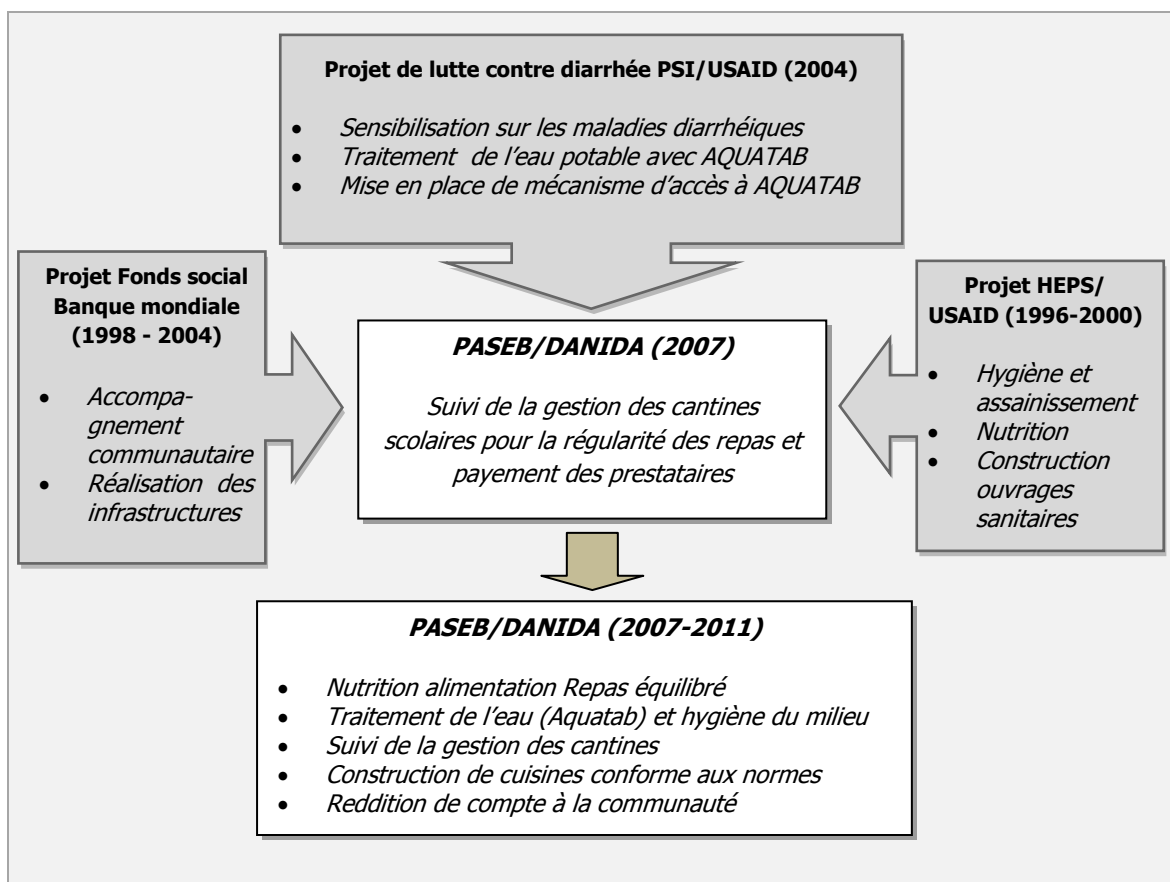 Projet de lutte contre diarrhée PSI/USAID (2004)
• Sensibilisation sur les maladies diarrhéiques
• Traitement de l'eau potable avec AQUATAB
• Mise en place de mécanisme d'accès à AQUATAB
Projet Fonds social
Banque mondiale
(1998 - 2004)
• Accompa-
gnement
communautaire
• Réalisation des
infrastructures
PASEB/DANIDA (2007)
Suivi de la gestion des cantines
scolaires pour la régularité des repas et
payement des prestataires
Projet HEPS/
USAID (1996-2000)
• Hygiène et
assainissement
• Nutrition
• Construction
ouvrages
sanitaires
PASEB/DANIDA (2007-2011)
• Nutrition alimentation Repas équilibré
• Traitement de l'eau (Aquatab) et hygiène du milieu
• Suivi de la gestion des cantines
• Construction de cuisines conforme aux normes
• Reddition de compte à la communauté